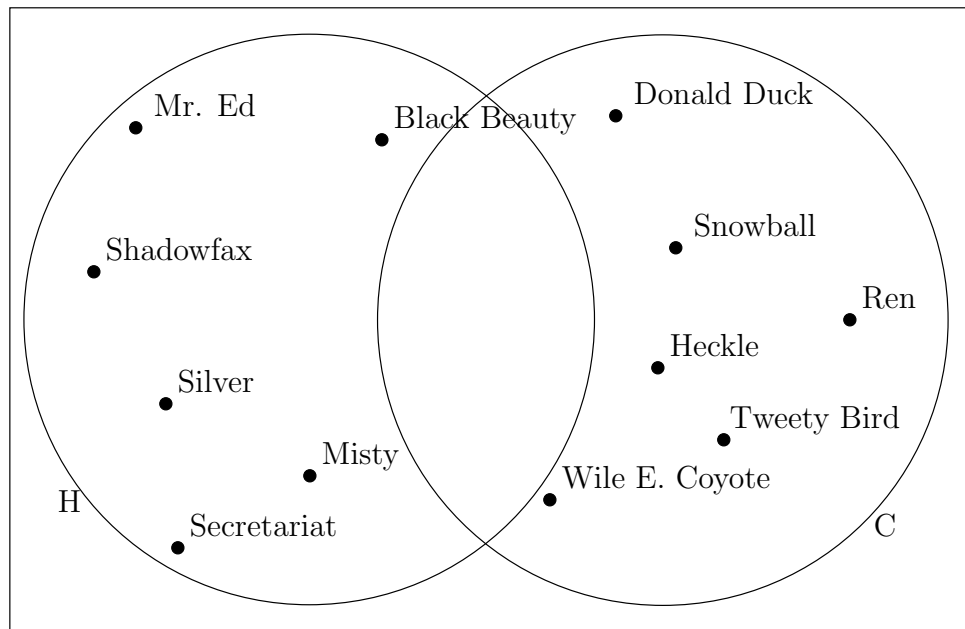 Mr. Ed
Black Beauty
Donald Duck
Shadowfax
Snowball
Ren
Heckle
Silver
Tweety Bird
Misty
Wile E. Coyote
H
Secretariat
C